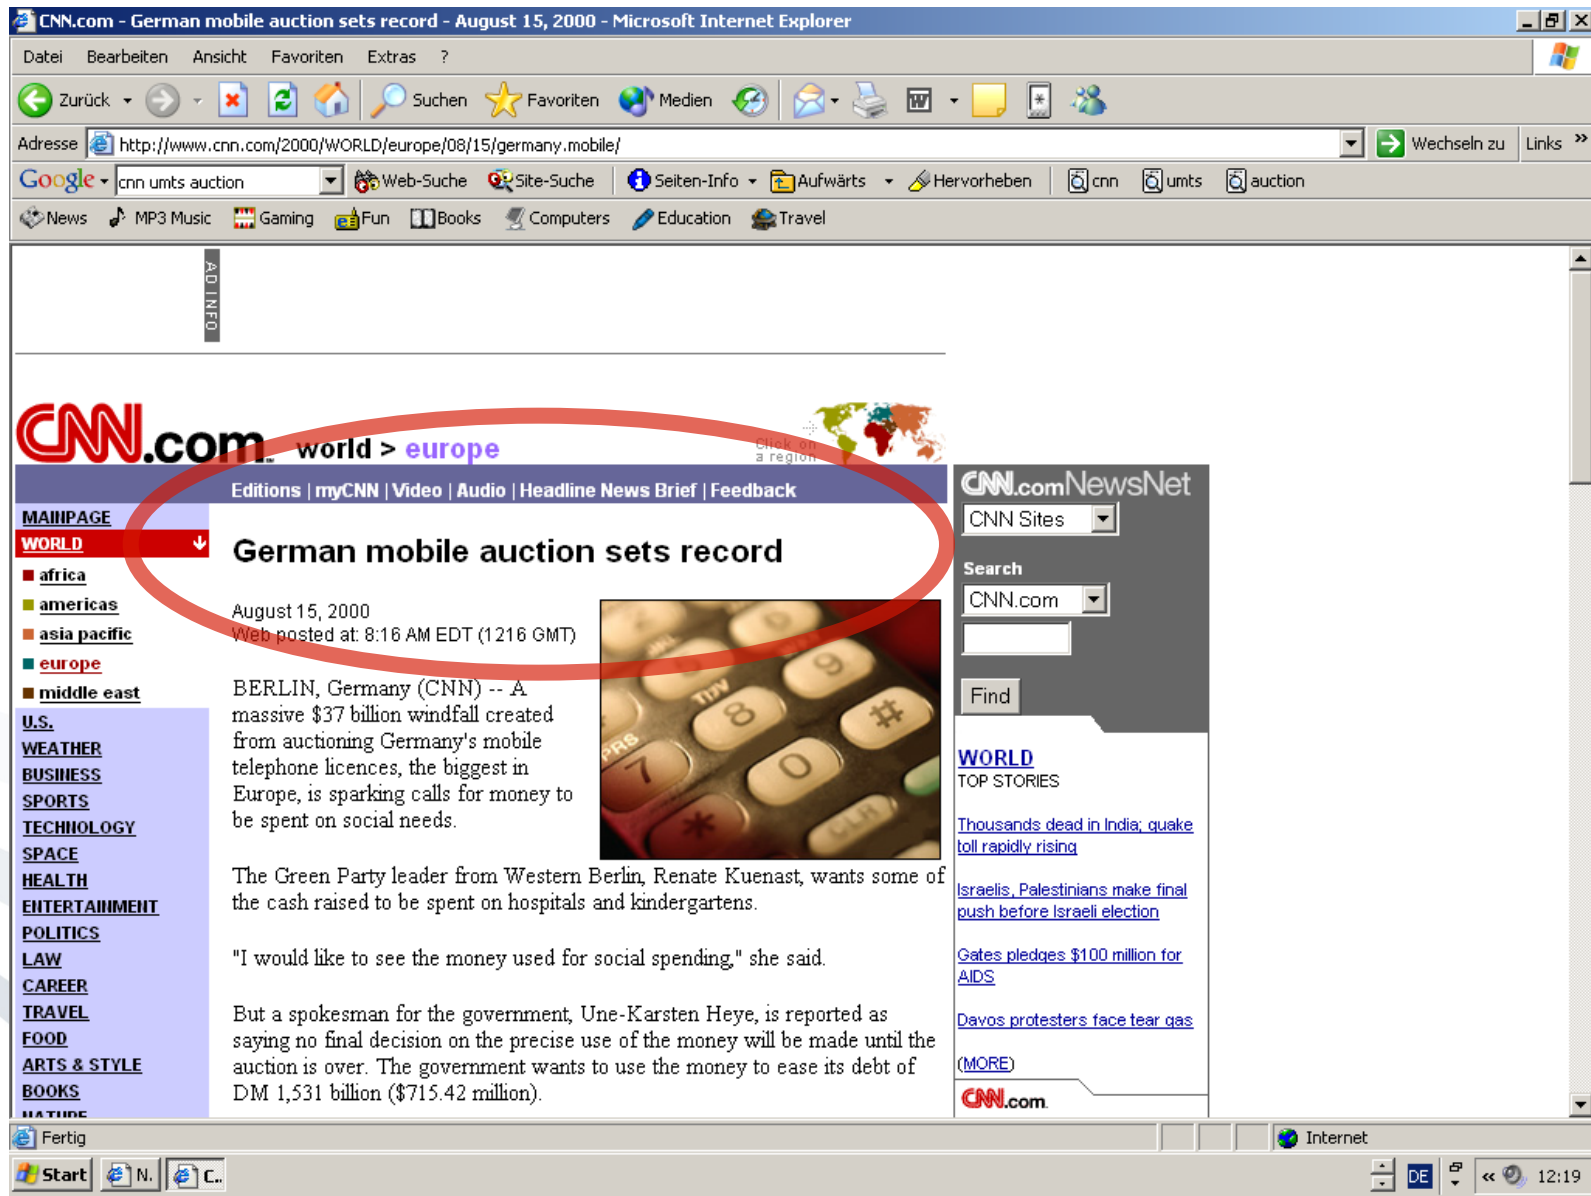 CNN.com - German mobile auction sets record - August 15, 2000 - Microsoft Internet Explorer
Datei Bearbeiten Ansicht Favoriten Extras ?
Zurück Suchen Favoriten Medien
Adresse http://www.cnn.com/2000/WORLD/europe/08/15/germany.mobile/ Wechseln zu Links »
Google cnn umts auction Web-Suche Site-Suche Seiten-Info Aufwärts Hervorheben cnn umts auction
News MP3 Music Gaming Fun Books Computers Education Travel
AD INFO
CNN.com world > europe
Click on
a region
Editions | myCNN | Video | Audio | Headline News Brief | Feedback
MAINPAGE
WORLD
africa
americas
asia pacific
europe
middle east
U.S.
WEATHER
BUSINESS
SPORTS
TECHNOLOGY
SPACE
HEALTH
ENTERTAINMENT
POLITICS
LAW
CAREER
TRAVEL
FOOD
ARTS & STYLE
BOOKS
NATURE
German mobile auction sets record
August 15, 2000
Web posted at: 8:16 AM EDT (1216 GMT)
BERLIN, Germany (CNN) -- A
massive $37 billion windfall created
from auctioning Germany's mobile
telephone licences, the biggest in
Europe, is sparking calls for money to
be spent on social needs.
9
8
#
PRS
7
0
*
CLR
The Green Party leader from Western Berlin, Renate Kuenast, wants some of
the cash raised to be spent on hospitals and kindergartens.
"I would like to see the money used for social spending," she said.
But a spokesman for the government, Une-Karsten Heye, is reported as
saying no final decision on the precise use of the money will be made until the
auction is over. The government wants to use the money to ease its debt of
DM 1,531 billion ($715.42 million).
CNN.comNewsNet
CNN Sites
Search
CNN.com
Find
WORLD
TOP STORIES
Thousands dead in India; quake
toll rapidly rising
Israelis, Palestinians make final
push before Israeli election
Gates pledges $100 million for
AIDS
Davos protesters face tear gas
(MORE)
CNN.com
Fertig Internet
Start N. C.. DE « 12:19